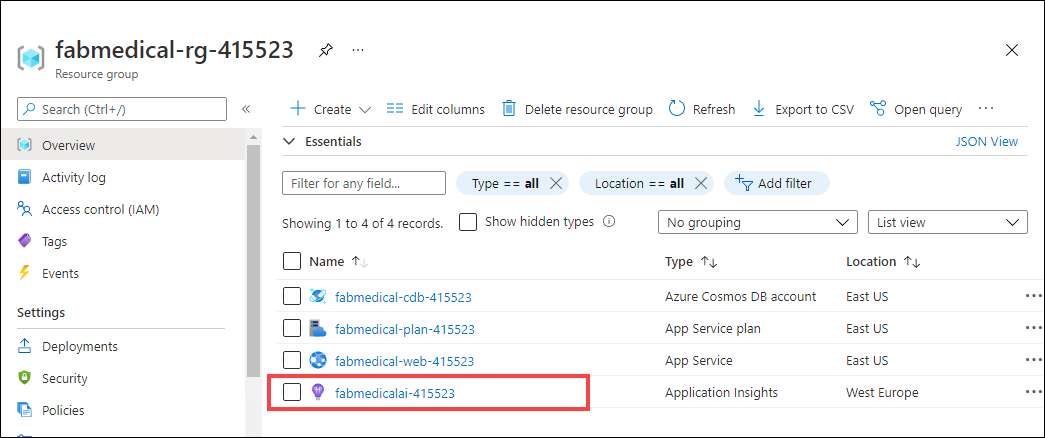 fabmedical-rg-415523 ...
Resource group
Search (Ctrl+/) «
Overview
Activity log
Access control (IAM)
Tags
Events
Settings
Deployments
Security
Policies
Create Edit columns Delete resource group Refresh Export to CSV Open query ...
Essentials JSON View
Filter for any field... Type == all Location == all Add filter
Showing 1 to 4 of 4 records. Show hidden types No grouping List view
Name ↑↓ Type ↑↓ Location ↑↓
fabmedical-cdb-415523 Azure Cosmos DB account East US ...
fabmedical-plan-415523 App Service plan East US ...
fabmedical-web-415523 App Service East US ...
fabmedicalai-415523 Application Insights West Europe ...